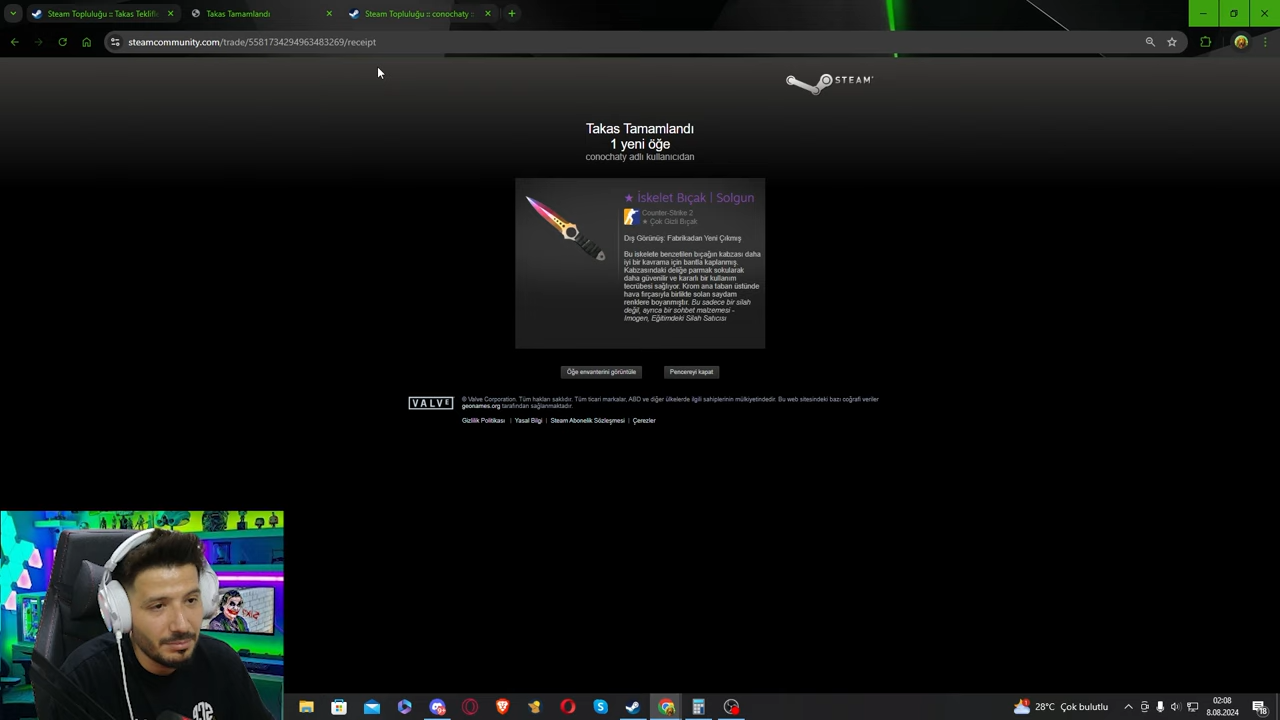 Steam Topluluğu :: Takas Teklifle
Takas Tamamlandı
Steam Topluluğu :: conochaty ::
steamcommunity.com/trade/5581734294963483269/receipt
STEAM
Takas Tamamlandı
1 yeni öğe
conochaty adlı kullanıcıdan
★ İskelet Bıçak | Solgun
Counter-Strike 2
★ Çok Gizli Bıçak
Dış Görünüş: Fabrikadan Yeni Çıkmış
Bu iskelete benzetilen bıçağın kabzası daha
iyi bir kavrama için bantla kaplanmış.
Kabzasındaki deliğe parmak sokularak
daha güvenilir ve kararlı bir kullanım
tecrübesi sağlıyor. Krom ana taban üstünde
hava fırçasıyla birlikte solan saydam
renklere boyanmıştır. Bu sadece bir silah
değil, ayrıca bir sohbet malzemesi -
Imogen, Eğitimdeki Silah Satıcısı
Öğe envanterini görüntüle
Pencereyi kapat
VALVE
© Valve Corporation. Tüm hakları saklıdır. Tüm ticari markalar, ABD ve diğer ülkelerde ilgili sahiplerinin mülkiyetindedir. Bu web sitesindeki bazı coğrafi veriler
geonames.org tarafından sağlanmaktadır.
Gizlilik Politikası | Yasal Bilgi | Steam Abonelik Sözleşmesi | Çerezler
28°C Çok bulutlu
02:08
8.08.2024
18